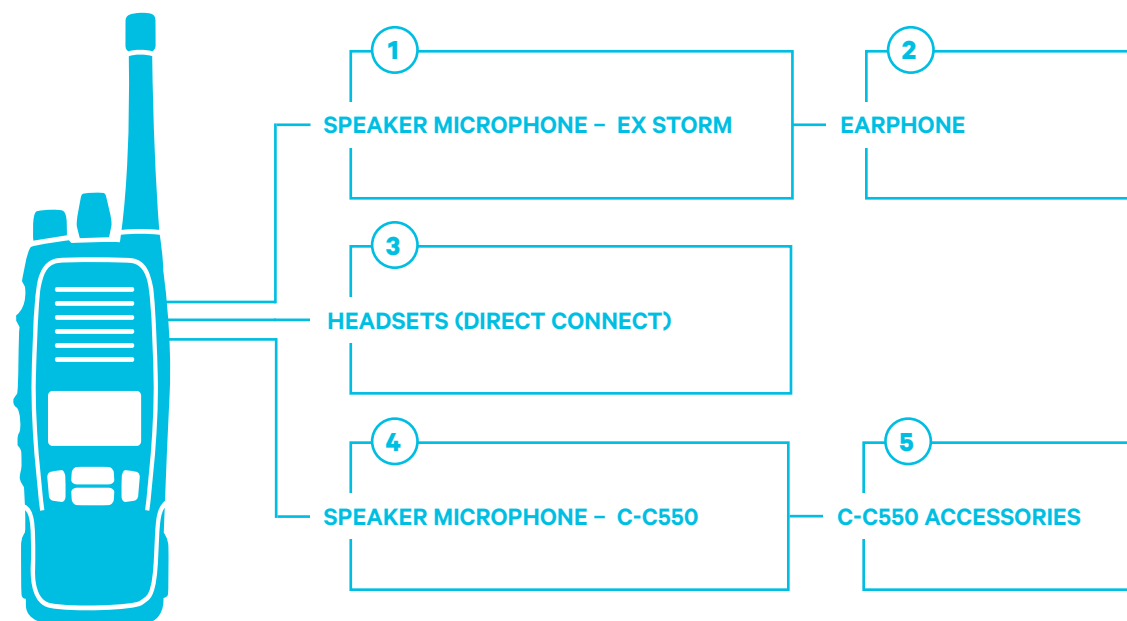 1
SPEAKER MICROPHONE – EX STORM
2
EARPHONE
3
HEADSETS (DIRECT CONNECT)
4
SPEAKER MICROPHONE – C-C550
5
C-C550 ACCESSORIES